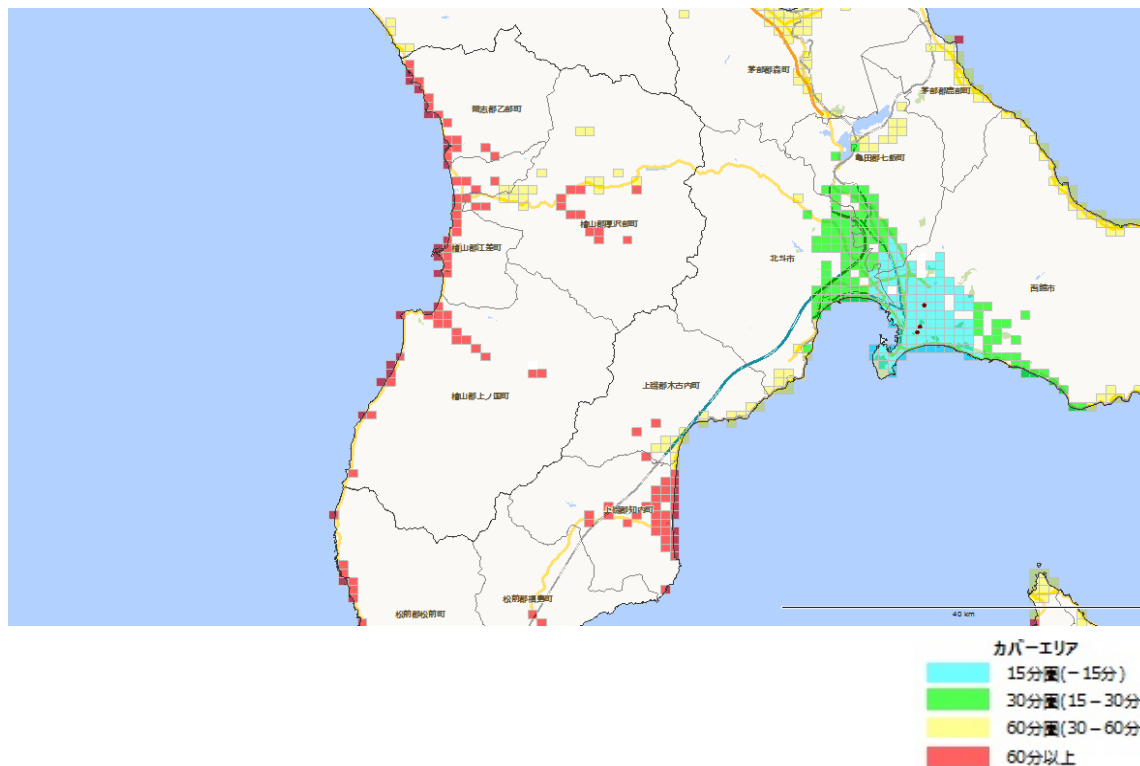 茅部郡森町
茅部郡鹿部町
爾志郡乙部町
亀田郡七飯町
檜山郡厚沢部町
檜山郡江差町
北斗市
函館市
上磯郡木古内町
檜山郡上ノ国町
上磯郡知内町
松前郡福島町
松前郡松前町
40 km
カバーエリア
15分圏(－15分)
30分圏(15－30分
60分圏(30－60分
60分以上